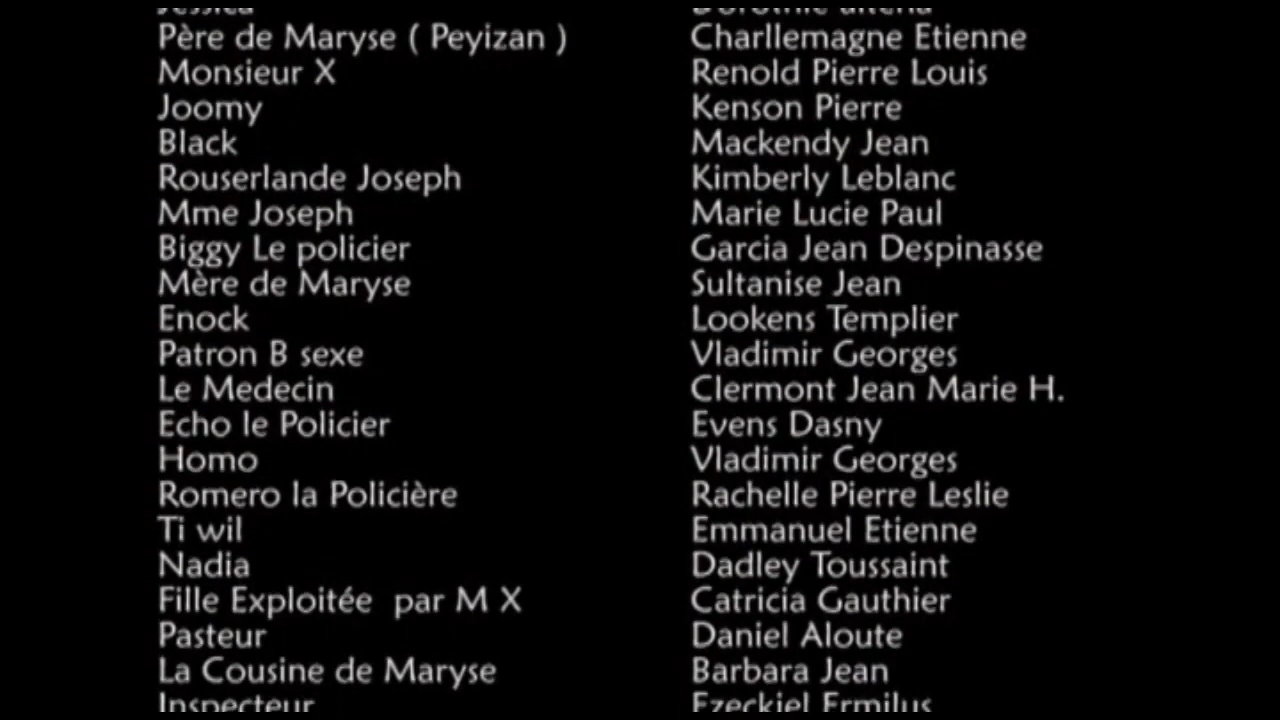 Jessica
Père de Maryse ( Peyizan ) Charllemagne Etienne
Monsieur X Renold Pierre Louis
Joomy Kenson Pierre
Black Mackendy Jean
Rouserlande Joseph Kimberly Leblanc
Mme Joseph Marie Lucie Paul
Biggy Le policier Garcia Jean Despinasse
Mère de Maryse Sultanise Jean
Enock Lookens Templier
Patron B sexe Vladimir Georges
Le Medecin Clermont Jean Marie H.
Echo le Policier Evens Dasny
Homo Vladimir Georges
Romero la Policière Rachelle Pierre Leslie
Ti wil Emmanuel Etienne
Nadia Dadley Toussaint
Fille Exploitée par M X Catricia Gauthier
Pasteur Daniel Aloute
La Cousine de Maryse Barbara Jean
Inspecteur Ezeckiel Ermilus